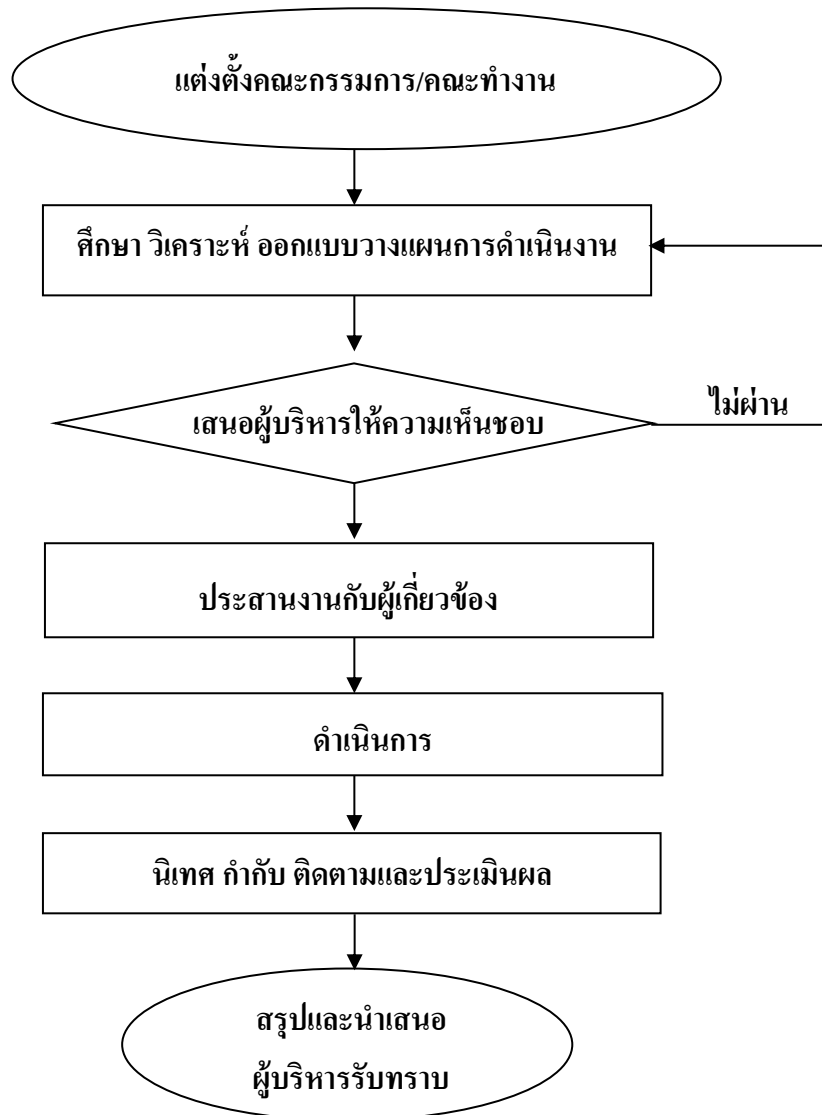 แต่งตั้งคณะกรรมการ/คณะทำงาน
ศึกษา วิเคราะห์ ออกแบบวางแผนการดำเนินงาน
เสนอผู้บริหารให้ความเห็นชอบ
ไม่ผ่าน
ประสานงานกับผู้เกี่ยวข้อง
ดำเนินการ
นิเทศ กำกับ ติดตามและประเมินผล
สรุปและนำเสนอ
ผู้บริหารรับทราบ